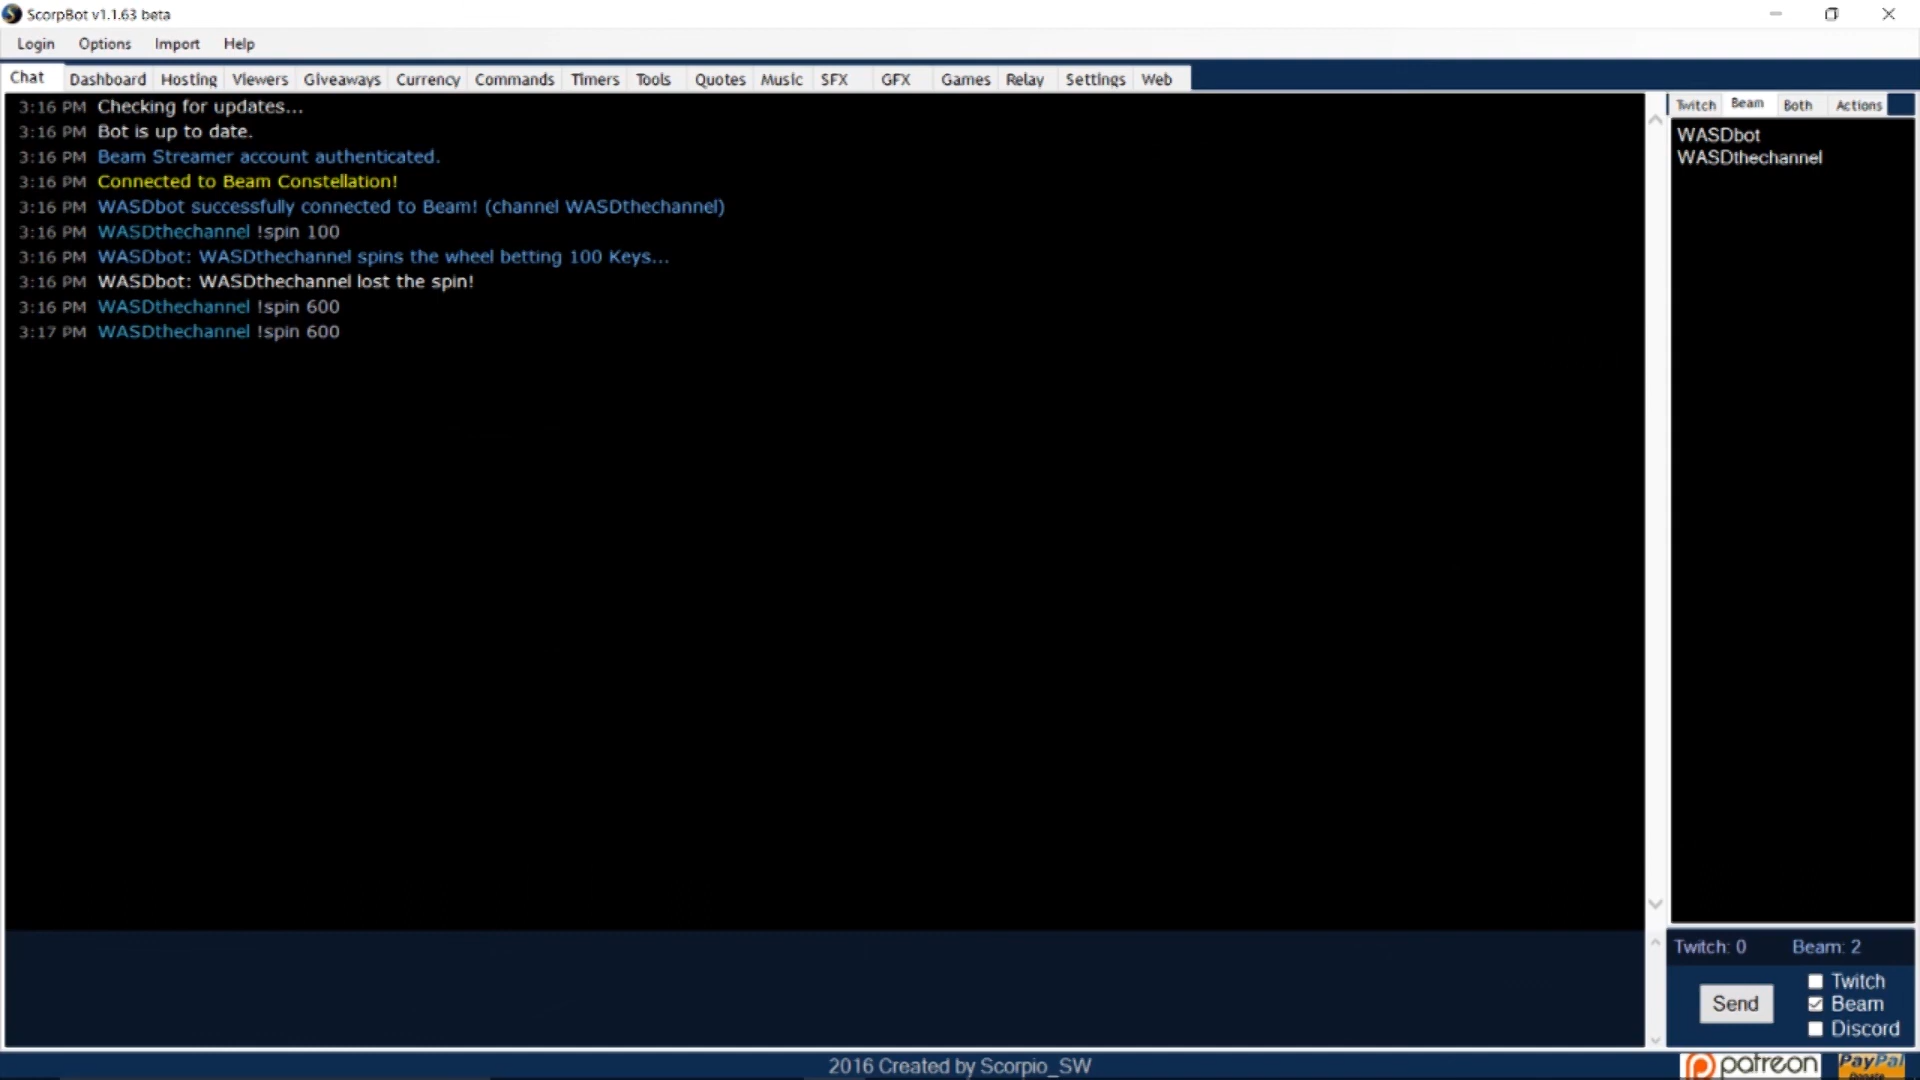 ScorpBot v1.1.63 beta
Login Options Import Help
Chat Dashboard Hosting Viewers Giveaways Currency Commands Timers Tools Quotes Music SFX GFX Games Relay Settings Web
3:16 PM Checking for updates...
3:16 PM Bot is up to date.
3:16 PM Beam Streamer account authenticated.
3:16 PM Connected to Beam Constellation!
3:16 PM WASDbot successfully connected to Beam! (channel WASDthechannel)
3:16 PM WASDthechannel !spin 100
3:16 PM WASDbot: WASDthechannel spins the wheel betting 100 Keys...
3:16 PM WASDbot: WASDthechannel lost the spin!
3:16 PM WASDthechannel !spin 600
3:17 PM WASDthechannel !spin 600
Twitch Beam Both Actions
WASDbot
WASDthechannel
Twitch: 0 Beam: 2
Send
Twitch
Beam
Discord
2016 Created by Scorpio_SW
patreon
PayPal
Donate